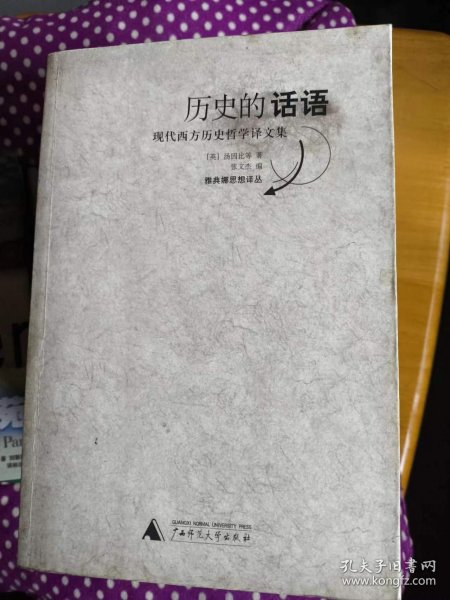 历史的话语
现代西方历史哲学译文集
［英］汤因比等 著
张文杰 编
雅典娜思想译丛
GUANGXI NORMAL UNIVERSITY PRESS
广西师范大学出版社
Par
孔夫子旧书网
www.kongfz.com